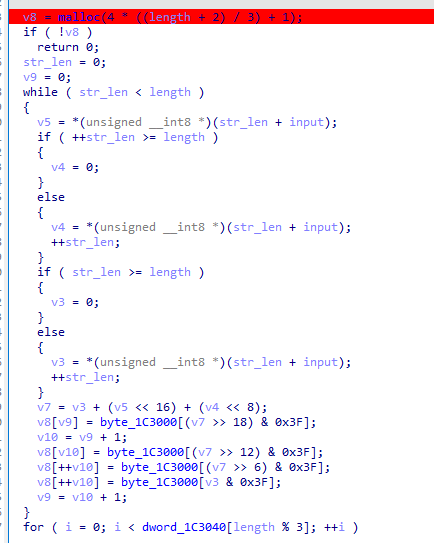 v8 = malloc(4 * ((length + 2) / 3) + 1);
if ( !v8 )
return 0;
str_len = 0;
v9 = 0;
while ( str_len < length )
{
v5 = *(unsigned __int8 *)(str_len + input);
if ( ++str_len >= length )
{
v4 = 0;
}
else
{
v4 = *(unsigned __int8 *)(str_len + input);
++str_len;
}
if ( str_len >= length )
{
v3 = 0;
}
else
{
v3 = *(unsigned __int8 *)(str_len + input);
++str_len;
}
v7 = v3 + (v5 << 16) + (v4 << 8);
v8[v9] = byte_1C3000[(v7 >> 18) & 0x3F];
v10 = v9 + 1;
v8[v10] = byte_1C3000[(v7 >> 12) & 0x3F];
v8[++v10] = byte_1C3000[(v7 >> 6) & 0x3F];
v8[++v10] = byte_1C3000[v3 & 0x3F];
v9 = v10 + 1;
}
for ( i = 0; i < dword_1C3040[length % 3]; ++i )